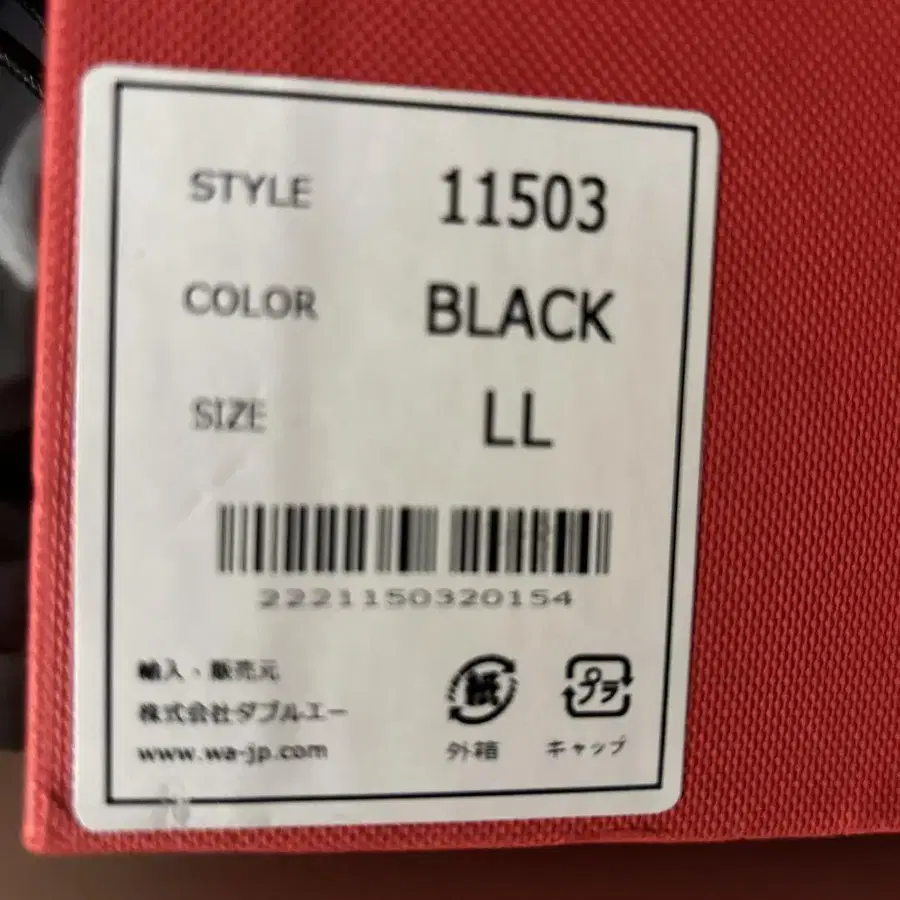 STYLE 11503
COLOR BLACK
SIZE LL
2221150320154
輸入・販売元
株式会社ダブルエー
www.wa-jp.com
紙
外箱
プラ
キャップ